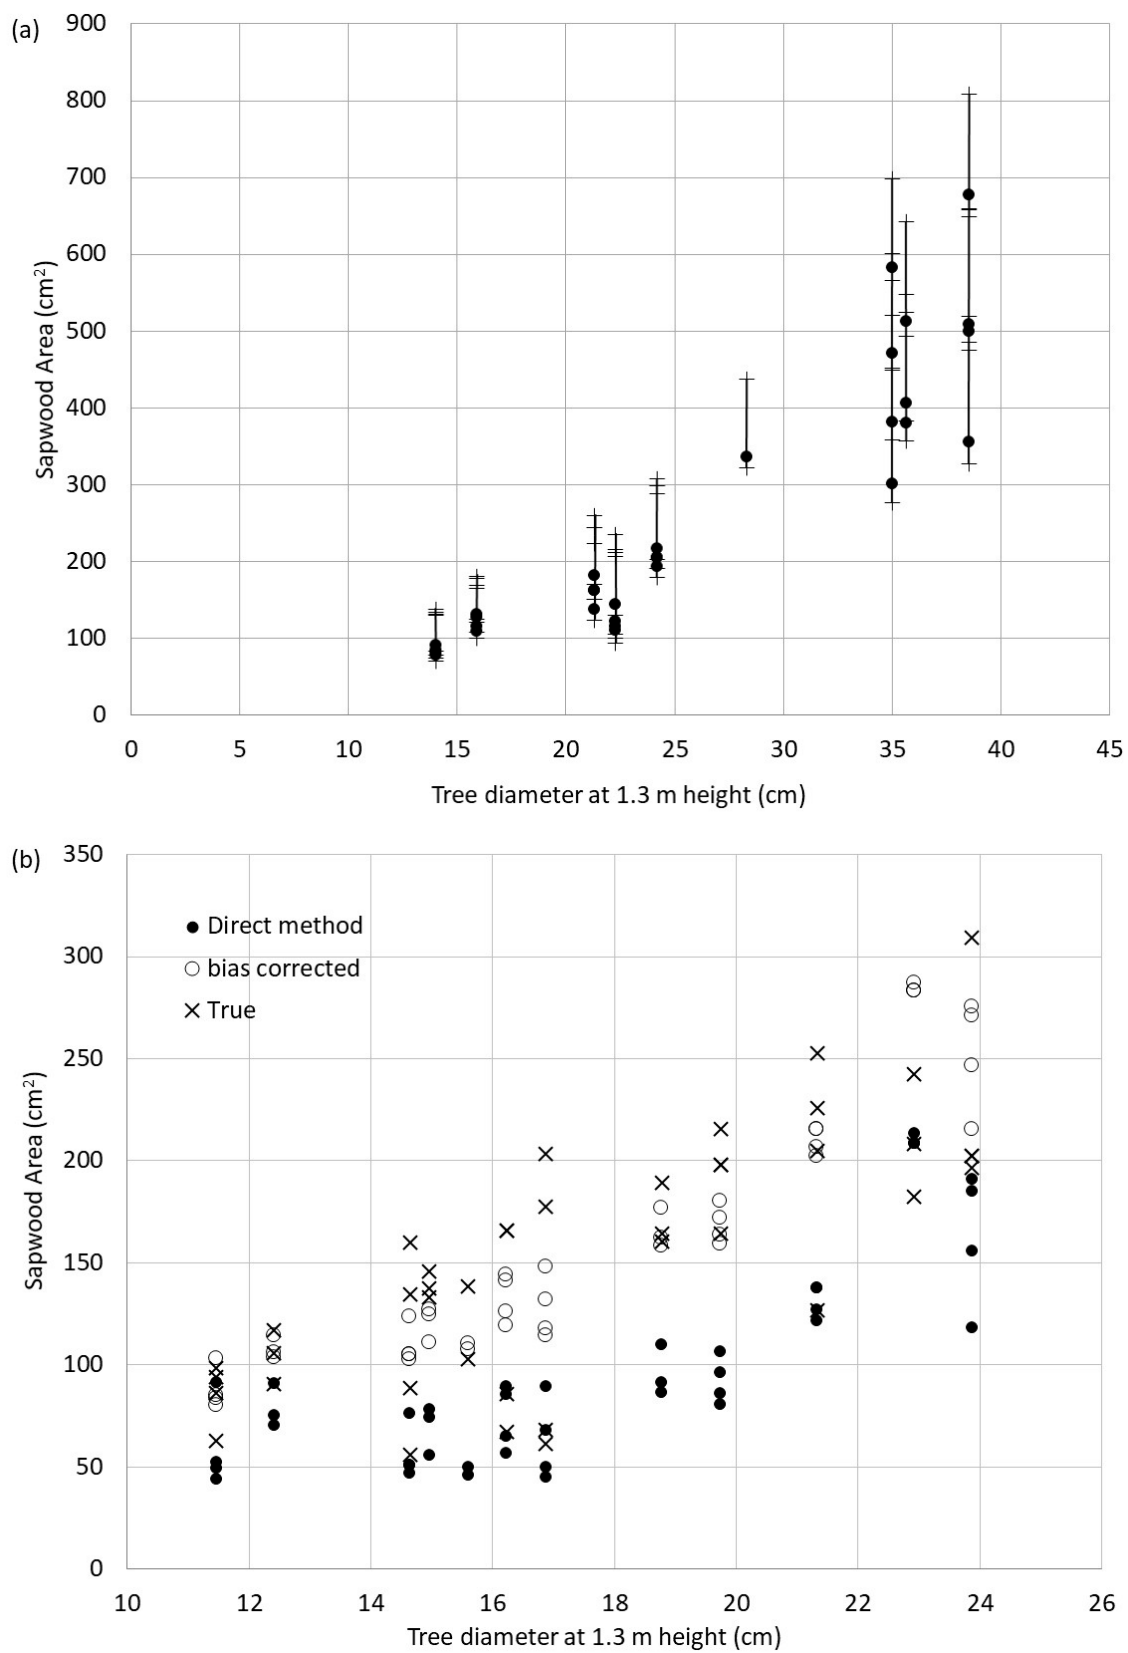 (a)
900
800
700
600
500
400
300
200
100
0
Sapwood Area (cm²)
0 5 10 15 20 25 30 35 40 45
Tree diameter at 1.3 m height (cm)
(b)
350
300
250
200
150
100
50
0
Sapwood Area (cm²)
Direct method
bias corrected
True
10 12 14 16 18 20 22 24 26
Tree diameter at 1.3 m height (cm)